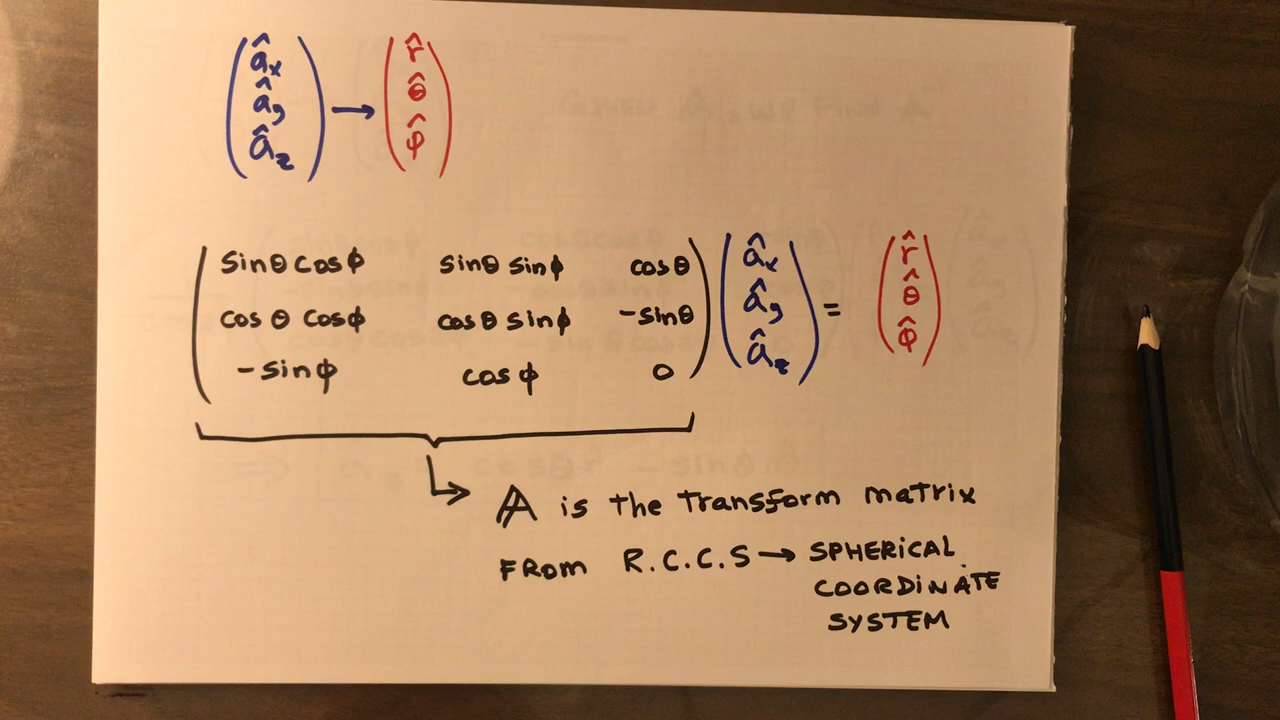 (âx ây âz) → (r̂ θ̂ φ̂)
sinθ cosϕ sinθ sinϕ cosθ
cosθ cosϕ cosθ sinϕ -sinθ
-sinϕ cosϕ 0
(âx ây âz) = (r̂ θ̂ φ̂)
A is the Transform matrix
FROM R.C.C.S → SPHERICAL
COORDINATE
SYSTEM